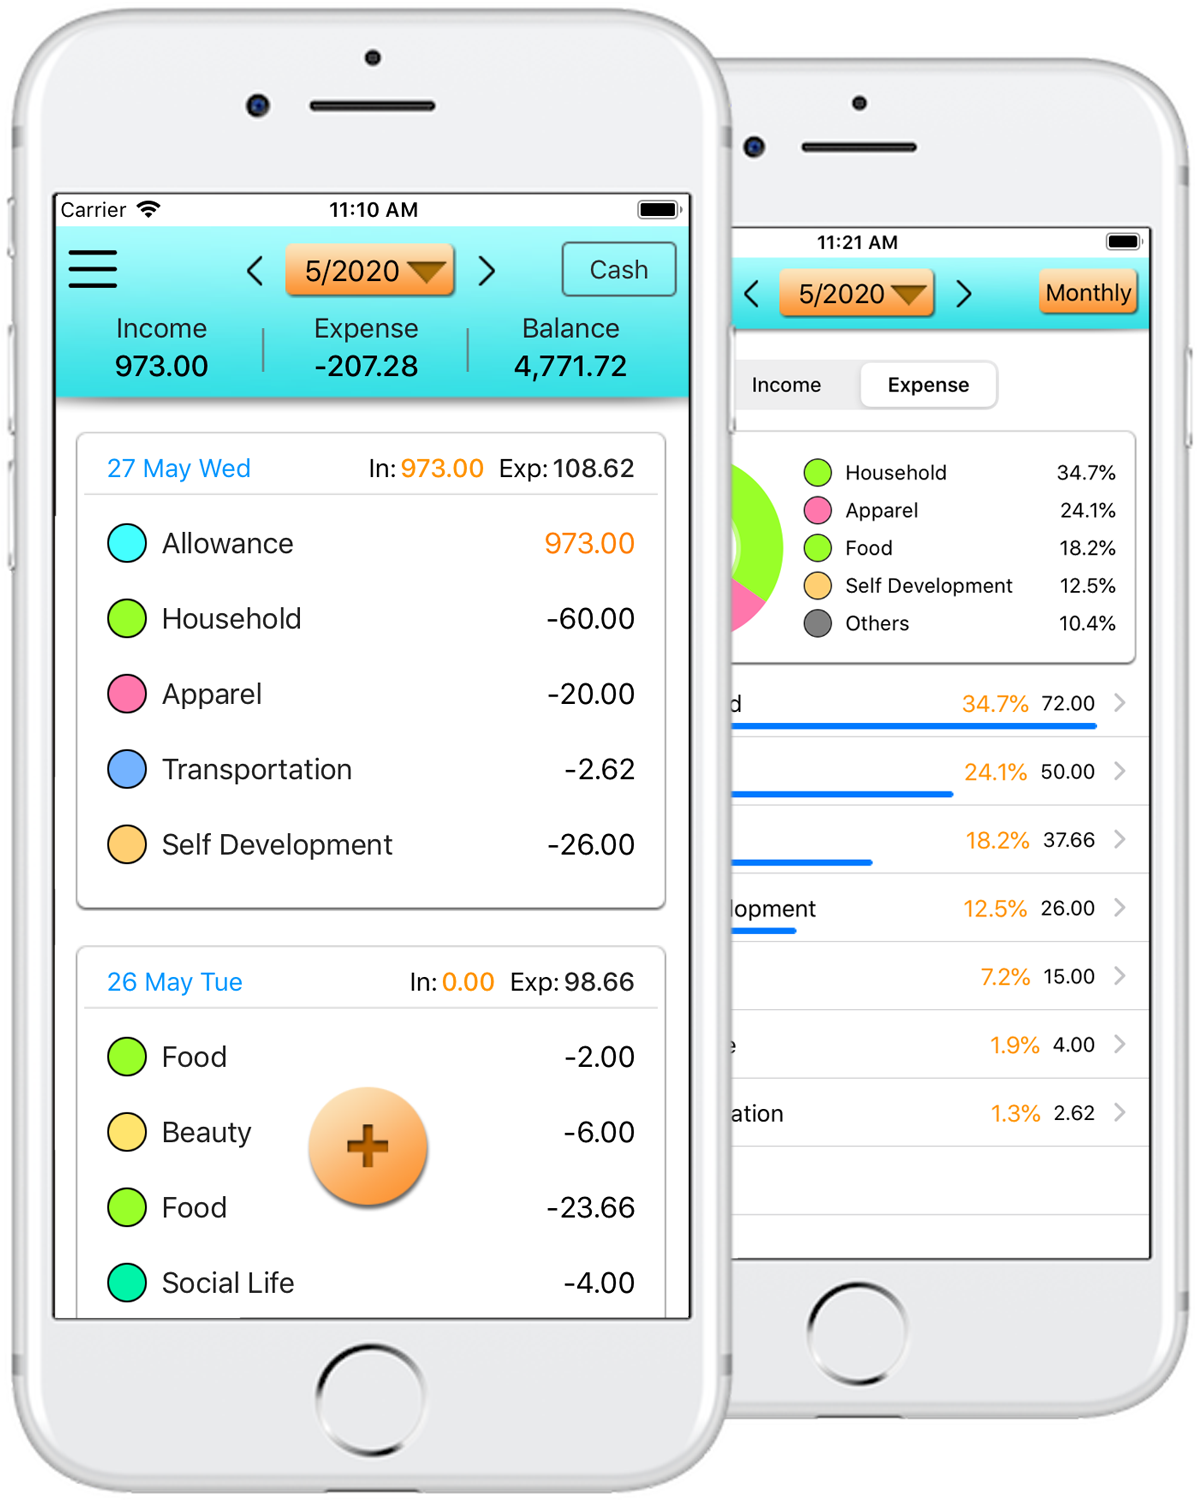 Carrier 11:10 AM
5/2020 Cash
Income Expense Balance
973.00 -207.28 4,771.72
27 May Wed In: 973.00 Exp: 108.62
Allowance 973.00
Household -60.00
Apparel -20.00
Transportation -2.62
Self Development -26.00
26 May Tue In: 0.00 Exp: 98.66
Food -2.00
Beauty -6.00
+
Food -23.66
Social Life -4.00
11:21 AM
5/2020 Monthly
Income Expense
Household 34.7%
Apparel 24.1%
Food 18.2%
Self Development 12.5%
Others 10.4%
d 34.7% 72.00
24.1% 50.00
18.2% 37.66
lopment 12.5% 26.00
7.2% 15.00
e 1.9% 4.00
ation 1.3% 2.62